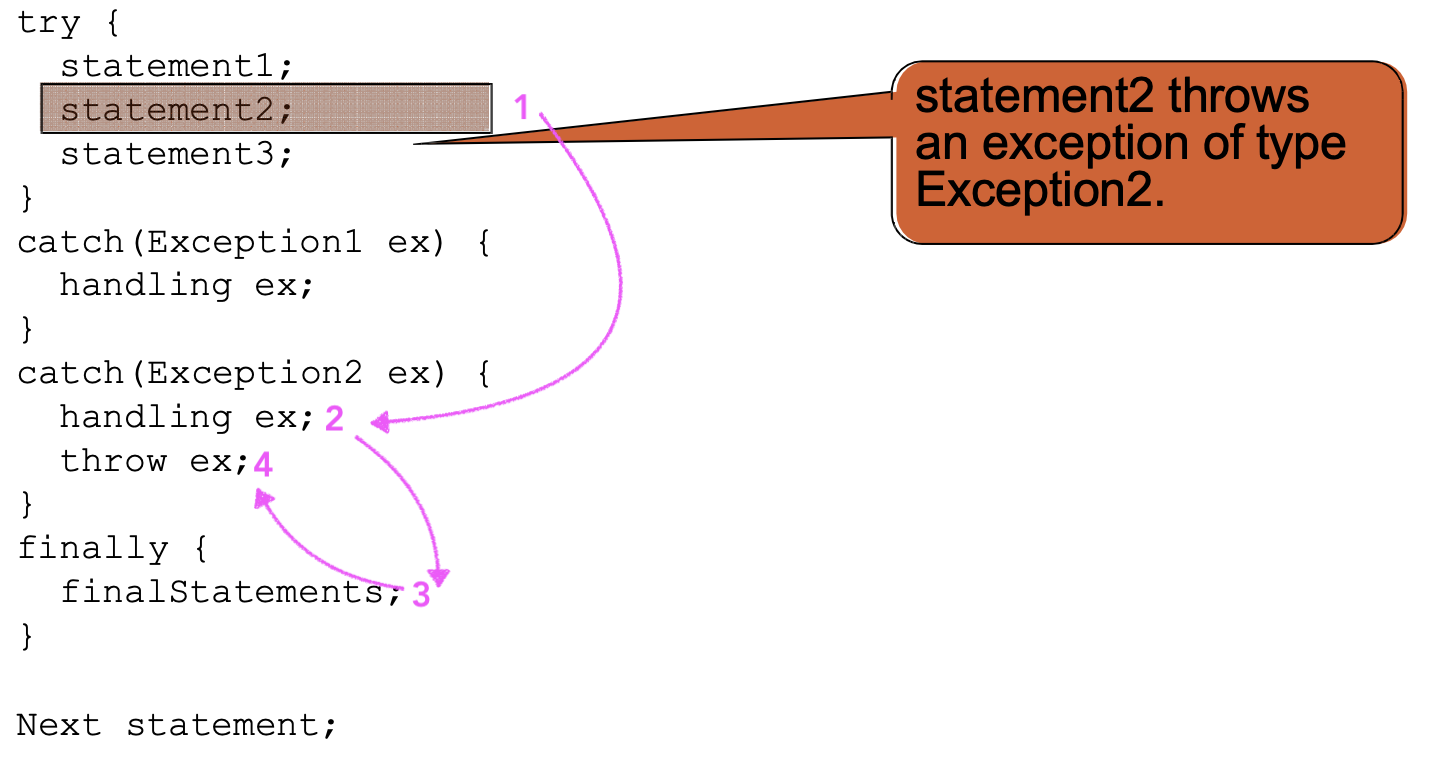 try {
statement1;
statement2; 1
statement3;
}
catch(Exception1 ex) {
handling ex;
}
catch(Exception2 ex) {
handling ex; 2
throw ex; 4
}
finally {
finalStatements; 3
}
Next statement;
statement2 throws
an exception of type
Exception2.